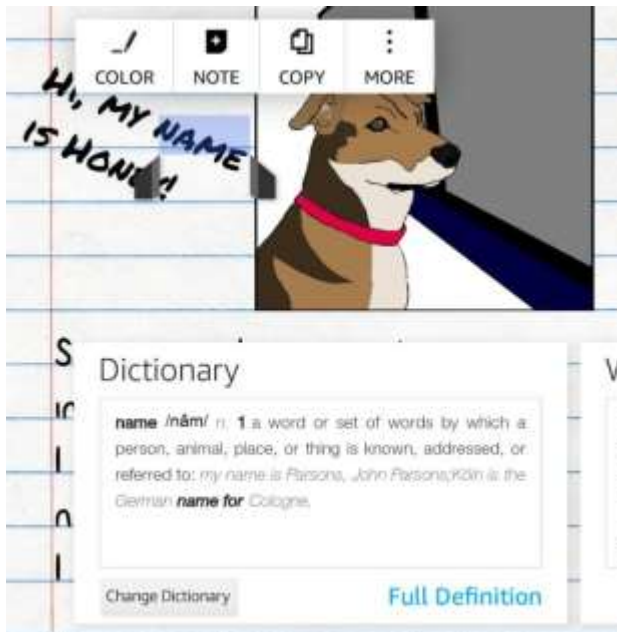 COLOR NOTE COPY MORE
HI, MY NAME
IS HONEY!
Dictionary
name /nām/ n. 1 a word or set of words by which a
person, animal, place, or thing is known, addressed, or
referred to: my name is Parsons, John Parsons;Köln is the
German name for Cologne.
Change Dictionary
Full Definition